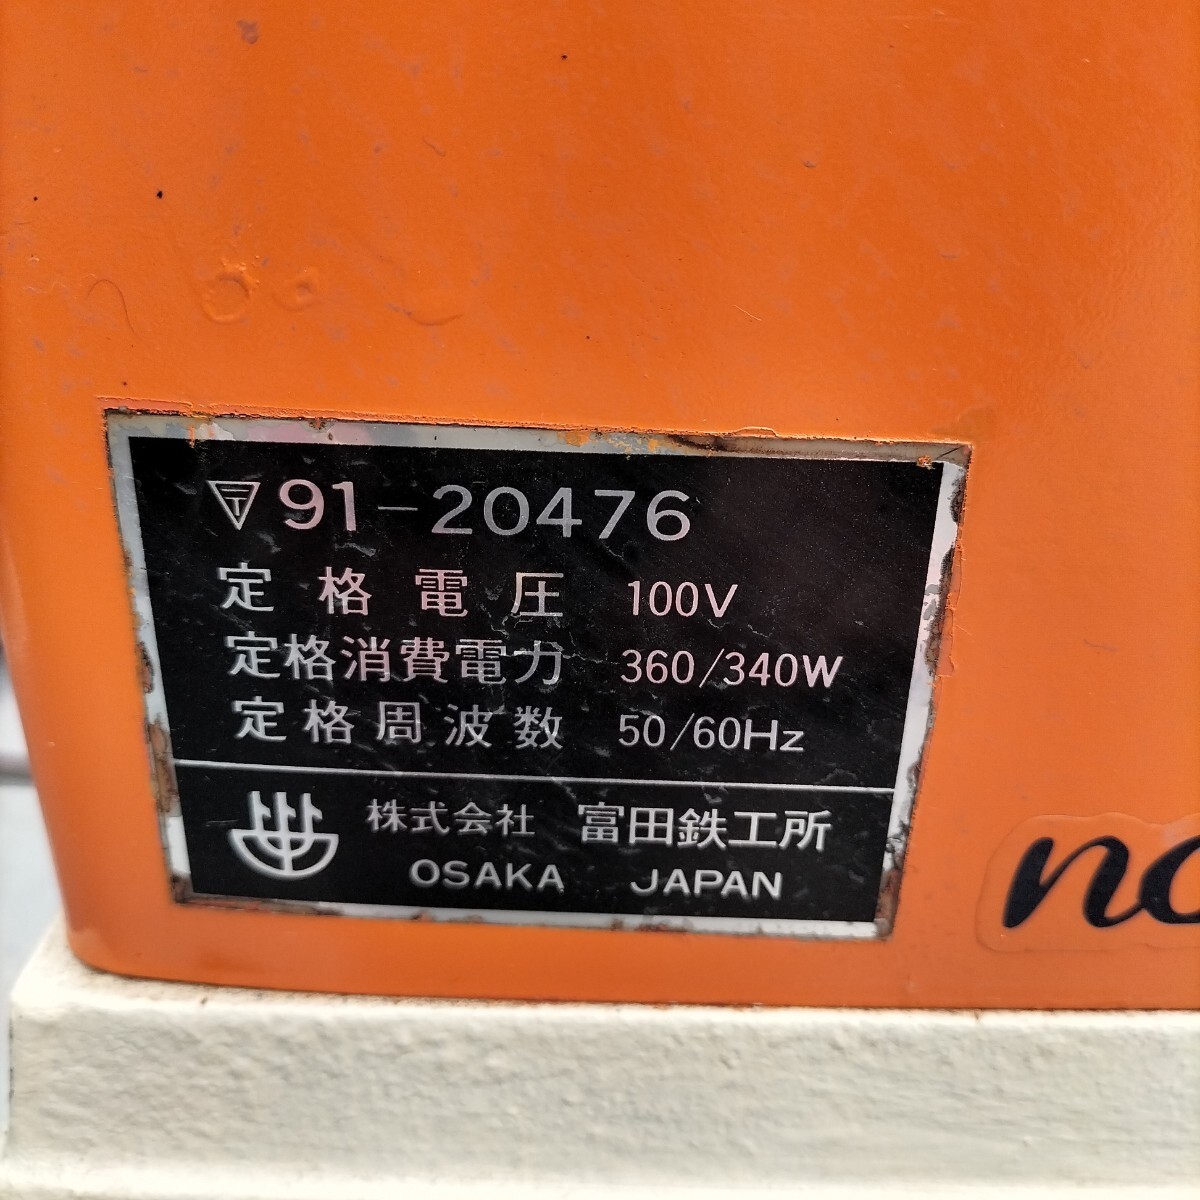 〒91-20476
定格電圧 100V
定格消費電力 360/340W
定格周波数 50/60Hz
株式会社 富田鉄工所
OSAKA JAPAN